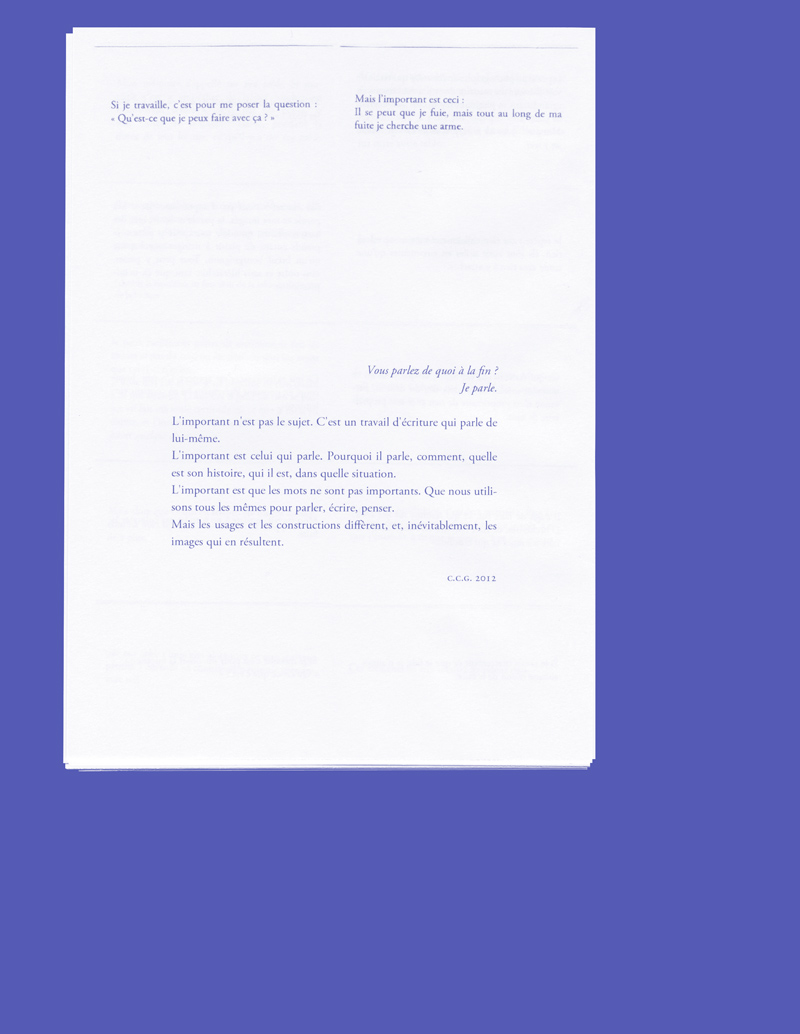 Si je travaille, c'est pour me poser la question :
« Qu'est-ce que je peux faire avec ça ? »
Mais l'important est ceci :
Il se peut que je fuie, mais tout au long de ma
fuite je cherche une arme.
Vous parlez de quoi à la fin ?
Je parle.
L'important n'est pas le sujet. C'est un travail d'écriture qui parle de
lui-même.
L'important est celui qui parle. Pourquoi il parle, comment, quelle
est son histoire, qui il est, dans quelle situation.
L'important est que les mots ne sont pas importants. Que nous utili-
sons tous les mêmes pour parler, écrire, penser.
Mais les usages et les constructions diffèrent, et, inévitablement, les
images qui en résultent.
C.C.G. 2012